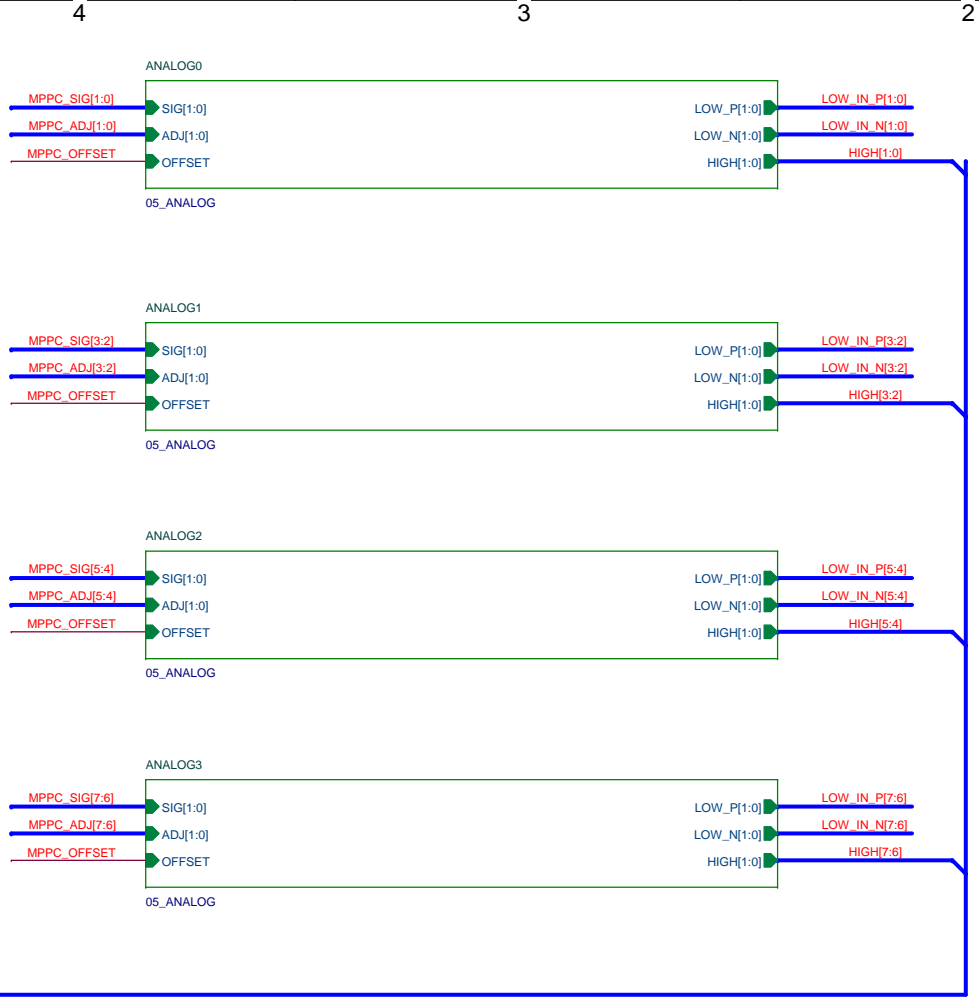 4 3 2
ANALOG0
MPPC_SIG[1:0] SIG[1:0] LOW_P[1:0] LOW_IN_P[1:0]
MPPC_ADJ[1:0] ADJ[1:0] LOW_N[1:0] LOW_IN_N[1:0]
MPPC_OFFSET OFFSET HIGH[1:0] HIGH[1:0]
05_ANALOG
ANALOG1
MPPC_SIG[3:2] SIG[1:0] LOW_P[1:0] LOW_IN_P[3:2]
MPPC_ADJ[3:2] ADJ[1:0] LOW_N[1:0] LOW_IN_N[3:2]
MPPC_OFFSET OFFSET HIGH[1:0] HIGH[3:2]
05_ANALOG
ANALOG2
MPPC_SIG[5:4] SIG[1:0] LOW_P[1:0] LOW_IN_P[5:4]
MPPC_ADJ[5:4] ADJ[1:0] LOW_N[1:0] LOW_IN_N[5:4]
MPPC_OFFSET OFFSET HIGH[1:0] HIGH[5:4]
05_ANALOG
ANALOG3
MPPC_SIG[7:6] SIG[1:0] LOW_P[1:0] LOW_IN_P[7:6]
MPPC_ADJ[7:6] ADJ[1:0] LOW_N[1:0] LOW_IN_N[7:6]
MPPC_OFFSET OFFSET HIGH[1:0] HIGH[7:6]
05_ANALOG